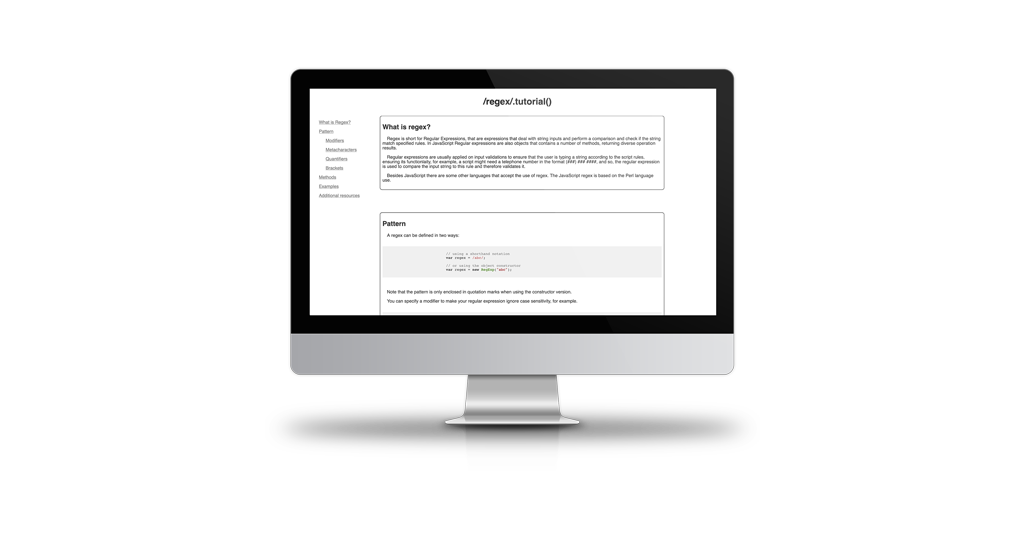 /regex/.tutorial()
What is Regex?
Pattern
Modifiers
Metacharacters
Quantifiers
Brackets
Methods
Examples
Additional resources
What is regex?
Regex is short for Regular Expressions, that are expressions that deal with string inputs and perform a comparison and check if the string
match specified rules. In JavaScript Regular Expressions are also objects that contains a number of methods, returning diverse operation
results.
Regular expressions are usually applied on input validations to ensure that the user is typing a string according to the script rules,
ensuring its functionality, for example, a script might need a telephone number in the format (###) ### ####, and so, the regular expression
is used to compare the input string to this rule and therefore validates it.
Besides JavaScript there are some other languages that accept the use of regex. The JavaScript regex is based on the Perl language
use.
Pattern
A regex can be defined in two ways:
// using a shorthand notation
var regex = /abc/;
// or using the object constructor
var regex = new RegExp("abc");
Note that the pattern is only enclosed in quotation marks when using the constructor version.
You can specify a modifier to make your regular expression ignore case sensitivity, for example.